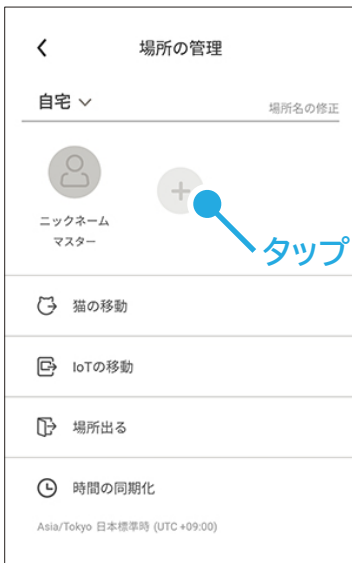 場所の管理
自宅
場所名の修正
ニックネーム
マスター
タップ
猫の移動
IoTの移動
場所出る
時間の同期化
Asia/Tokyo 日本標準時 (UTC +09:00)